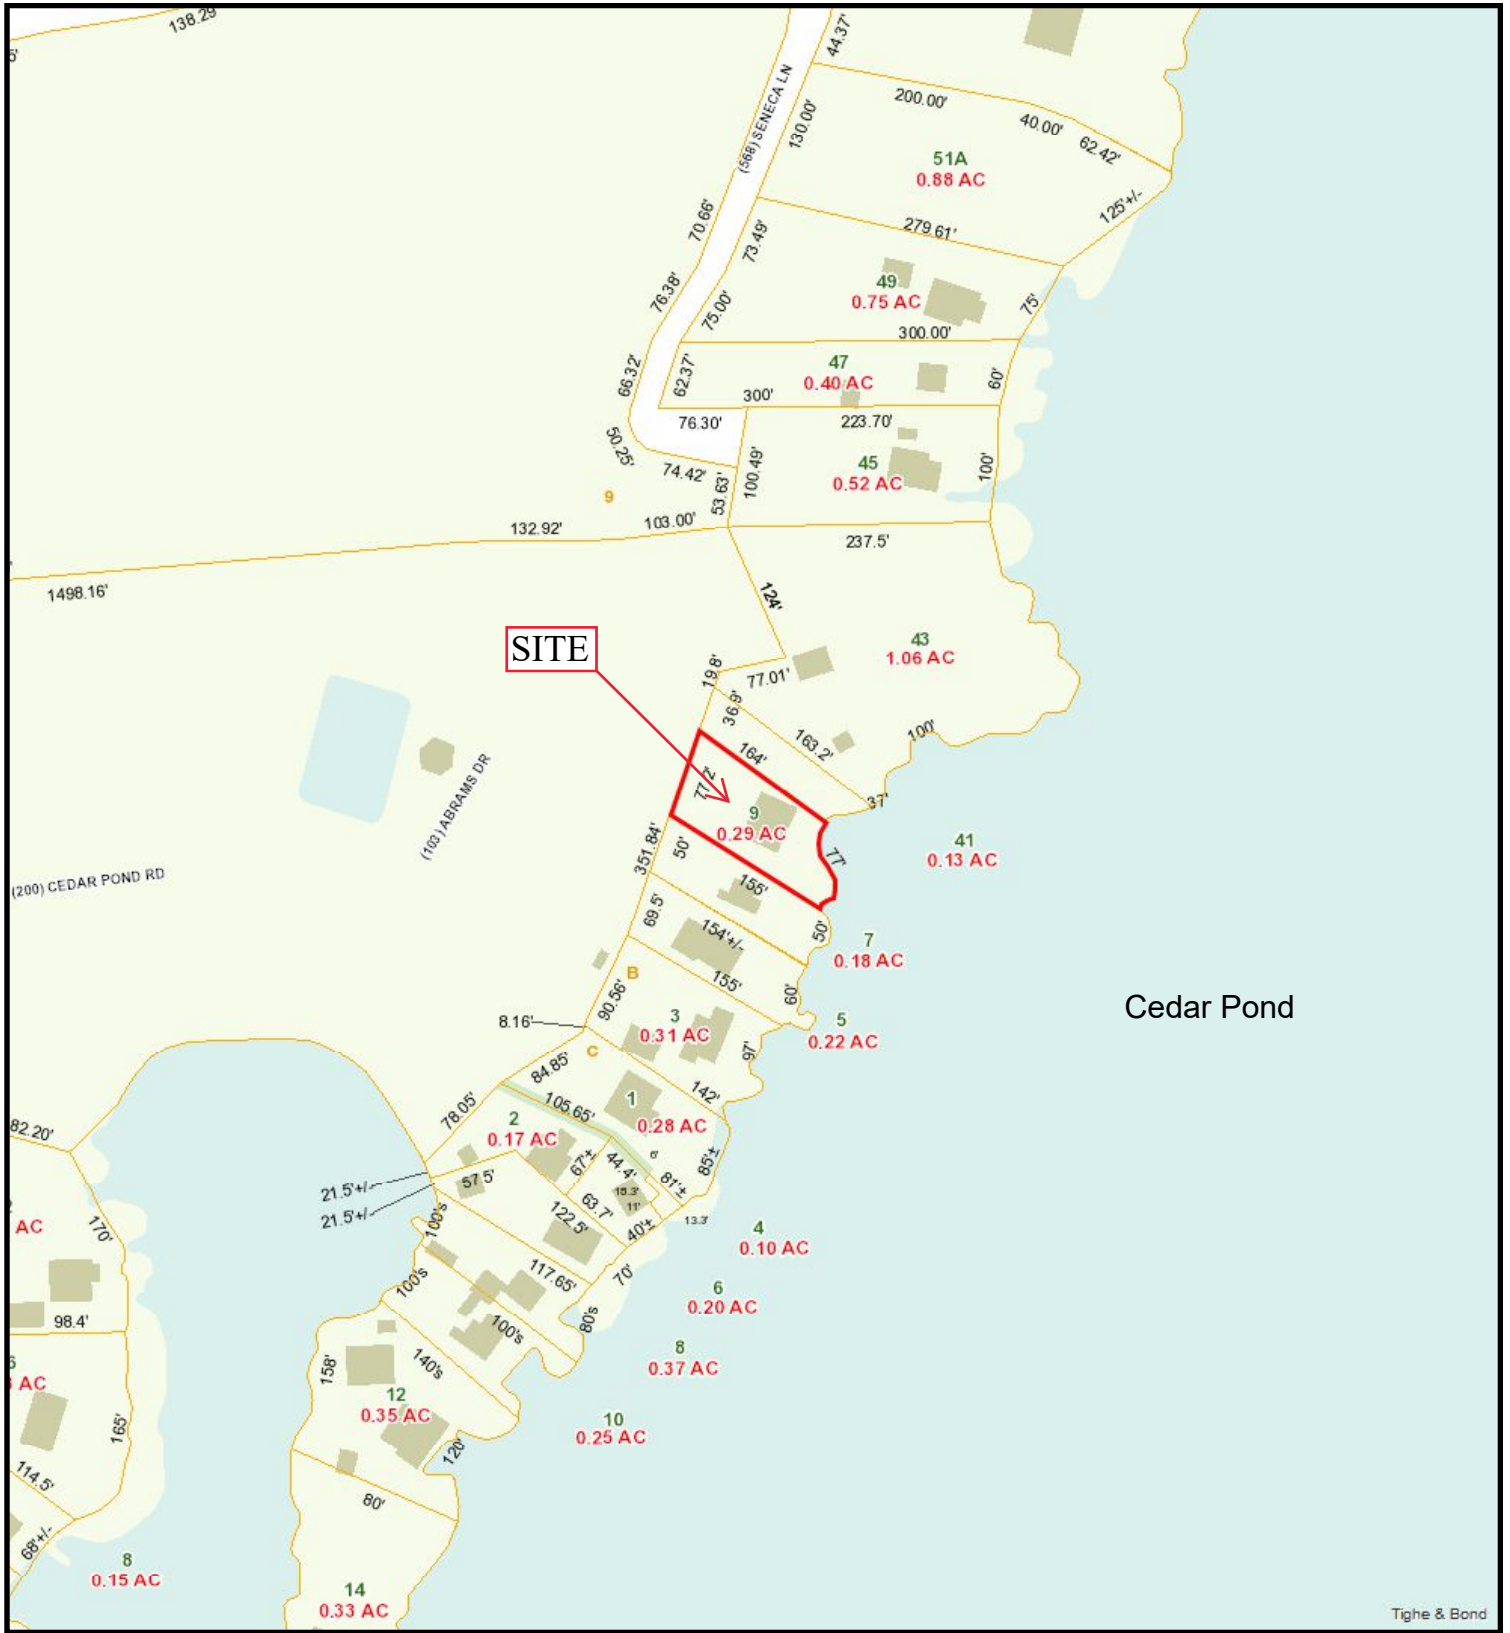 138.29
5'
44.37'
(568) SENECA LN
130.00'
200.00'
40.00'
62.42'
51A
0.88 AC
125'+/-
279.61'
70.66'
73.49'
49
0.75 AC
76.38'
75.00'
75'
300.00'
66.32'
62.37'
47
0.40 AC
60'
300'
76.30'
223.70'
50.25'
74.42'
53.63'
100.49'
45
0.52 AC
100'
9
132.92'
103.00'
237.5'
1498.16'
124'
SITE
43
1.06 AC
19.8'
77.01'
36.9'
163.2'
100'
164'
77.2'
37'
9
0.29 AC
77'
(103) ABRAMS DR
351.84'
50'
41
0.13 AC
(200) CEDAR POND RD
155'
69.5'
154'+/-
50'
7
0.18 AC
B
155'
60'
90.56'
Cedar Pond
8.16'
3
0.31 AC
5
0.22 AC
C
97'
84.85'
142'
78.05'
105.65'
1
0.28 AC
2
0.17 AC
82.20'
67'±
44.4'
6'
81'±
85'±
21.5'+/-
57.5'
18.3'
11'
63.7'
21.5'+/-
100's
122.5'
40'±
13.3'
4
0.10 AC
AC
170'
100's
117.65'
70'
6
0.20 AC
98.4'
80's
100's
8
0.37 AC
158'
140's
6
AC
12
0.35 AC
10
0.25 AC
165'
120'
114.5'
80'
68'+/-
8
0.15 AC
14
0.33 AC
Tighe & Bond